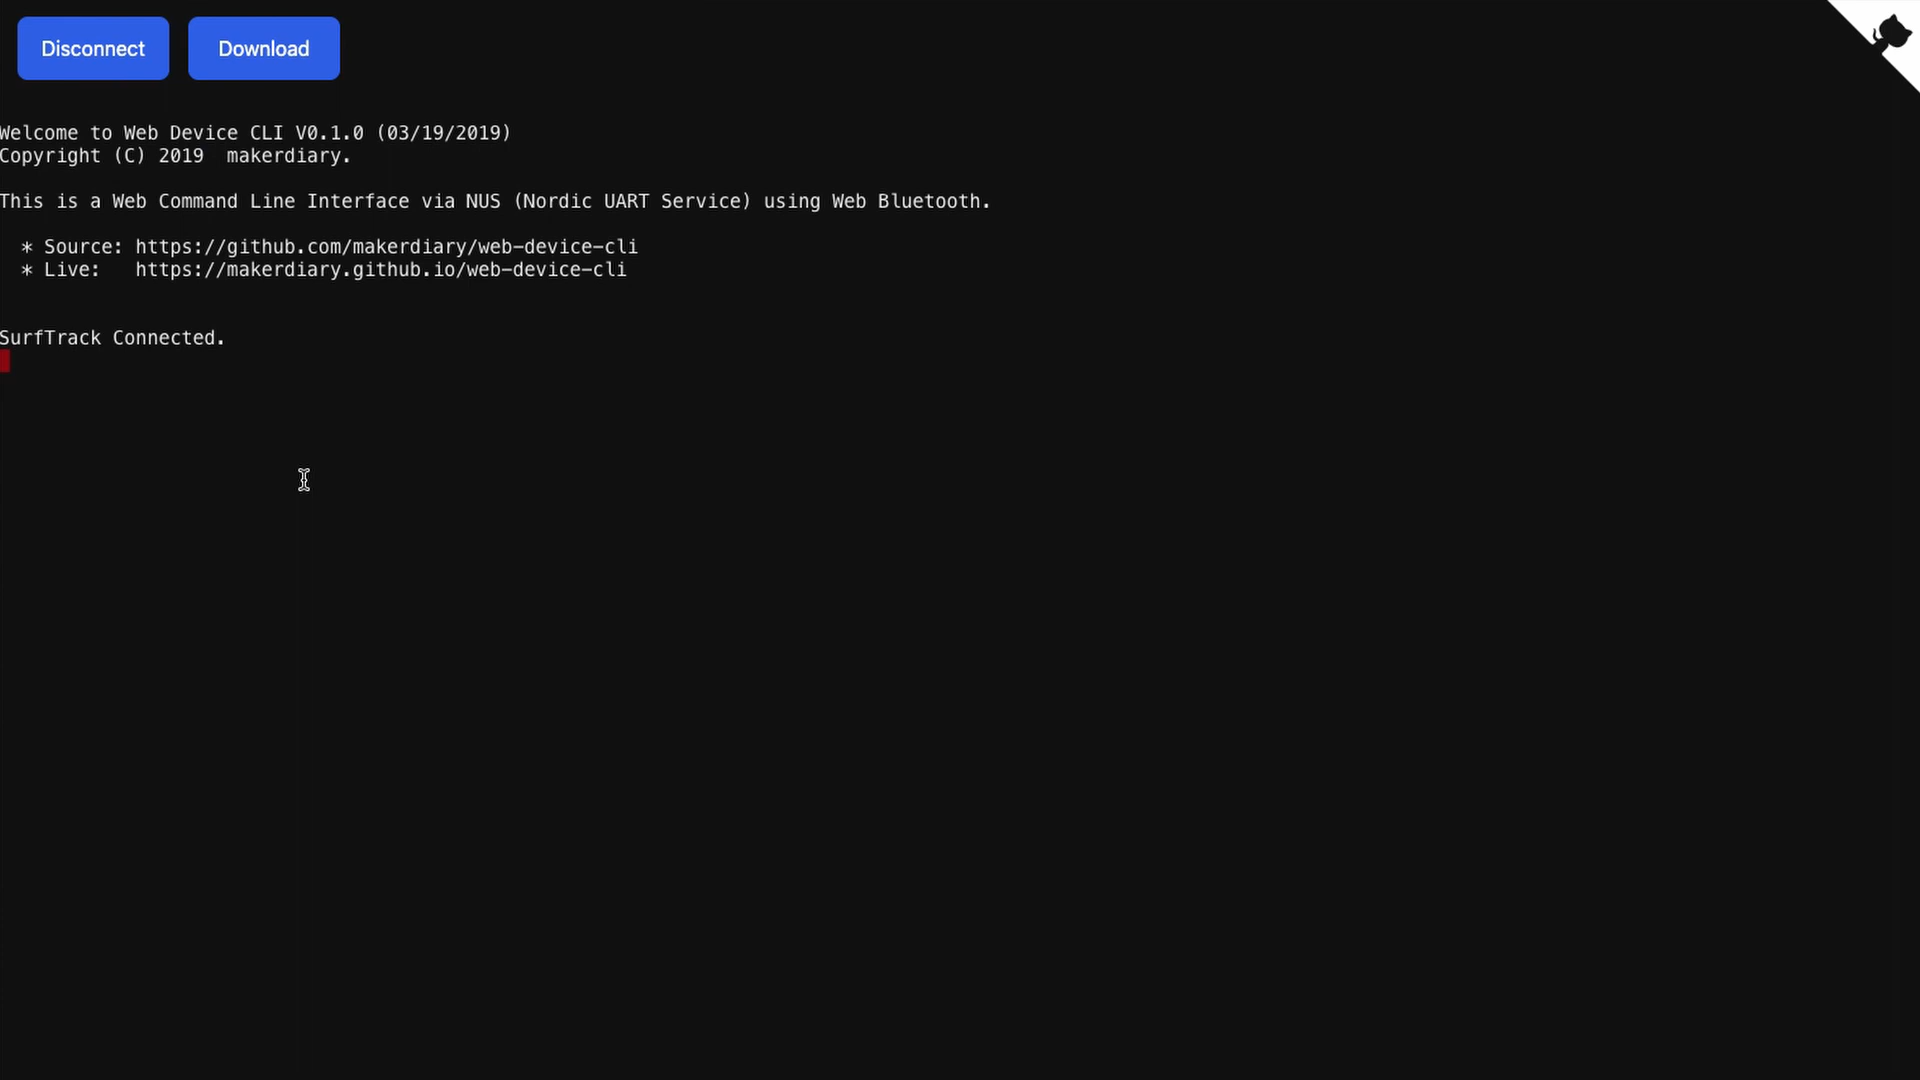 Disconnect Download
Welcome to Web Device CLI V0.1.0 (03/19/2019)
Copyright (C) 2019  makerdiary.
This is a Web Command Line Interface via NUS (Nordic UART Service) using Web Bluetooth.
* Source: https://github.com/makerdiary/web-device-cli
* Live:   https://makerdiary.github.io/web-device-cli
SurfTrack Connected.